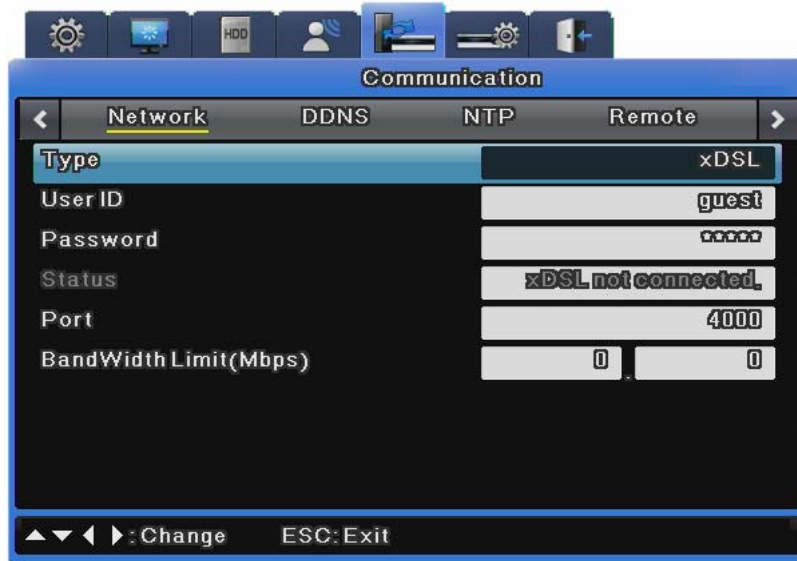 HDD
Communication
Network DDNS NTP Remote
Type xDSL
User ID guest
Password *****
Status xDSL not connected.
Port 4000
BandWidth Limit(Mbps) 0 . 0
:Change ESC:Exit